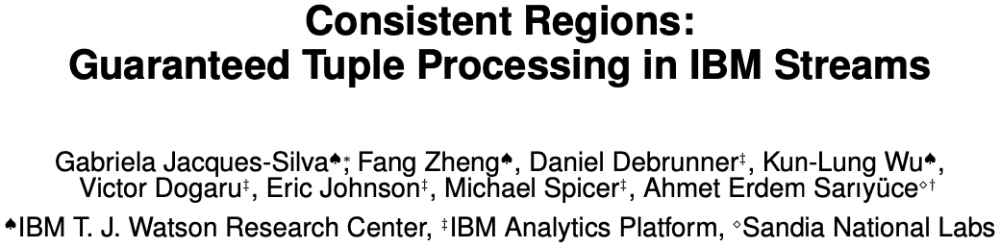 Consistent Regions:
Guaranteed Tuple Processing in IBM Streams
Gabriela Jacques-Silva♠*; Fang Zheng♠, Daniel Debrunner‡, Kun-Lung Wu♠,
Victor Dogaru‡, Eric Johnson‡, Michael Spicer‡, Ahmet Erdem Sarıyüce⋄†
♠IBM T. J. Watson Research Center, ‡IBM Analytics Platform, ⋄Sandia National Labs